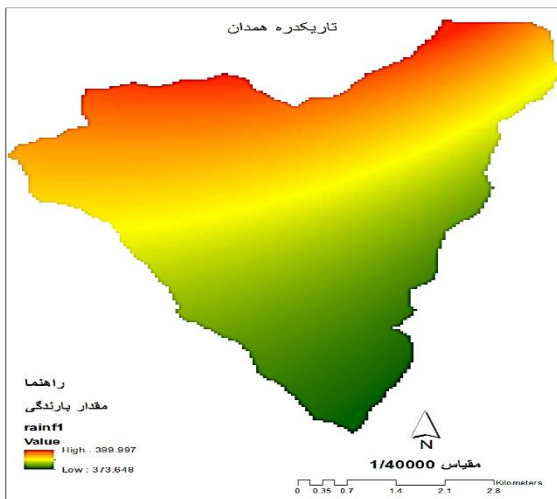 تاریکدره همدان
راهنما
مقدار بارندگی
rainf1
Value
High : 399.997
Low : 373.648
N
مقیاس 1/40000
Kilometers
0 0.35 0.7 1.4 2.1 2.8